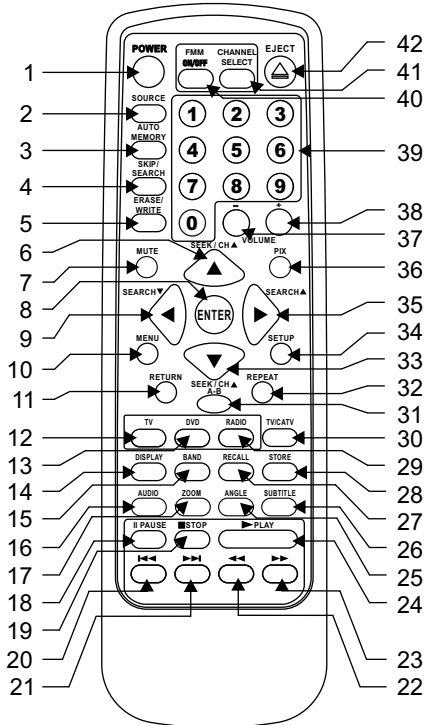 POWER
FMM
ON/OFF
CHANNEL
SELECT
EJECT
SOURCE
AUTO
MEMORY
SKIP/
SEARCH
ERASE/
WRITE
1 2 3
4 5 6
7 8 9
0
- +
VOLUME
SEEK/CH▲
MUTE
PIX
SEARCH▼
ENTER
SEARCH▲
MENU
SETUP
RETURN
SEEK/CH▲
A-B
REPEAT
TV DVD RADIO TV/CATV
DISPLAY BAND RECALL STORE
AUDIO ZOOM ANGLE SUBTITLE
II PAUSE ■STOP ▶PLAY
1
2
3
4
5
6
7
8
9
10
11
12
13
14
15
16
17
18
19
20
21
42
41
40
39
38
37
36
35
34
33
32
31
30
29
28
27
26
25
24
23
22